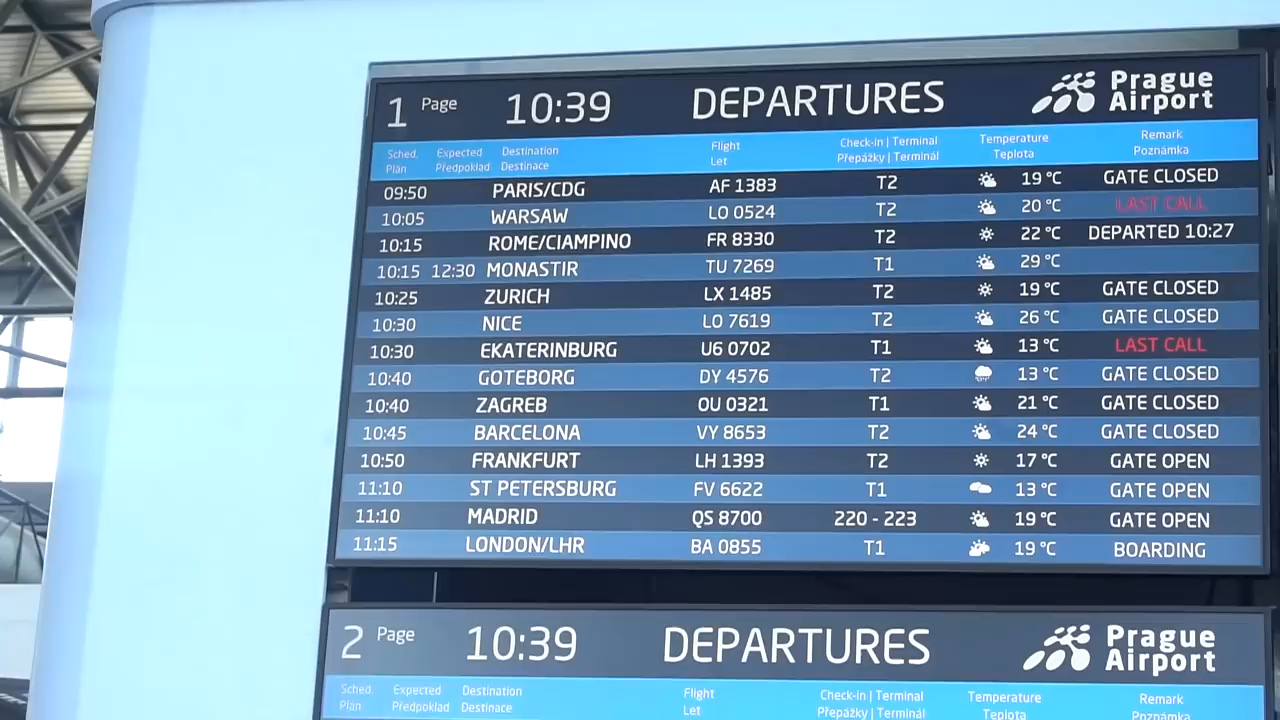 1 Page 10:39 DEPARTURES Prague Airport
Sched. Expected Destination Flight Check-in | Terminal Temperature Remark
Plán Předpoklad Destinace Let Přepážky | Terminál Teplota Poznámka
09:50 PARIS/CDG AF 1383 T2 19 °C GATE CLOSED
10:05 WARSAW LO 0524 T2 20 °C LAST CALL
10:15 ROME/CIAMPINO FR 8330 T2 22 °C DEPARTED 10:27
10:15 12:30 MONASTIR TU 7269 T1 29 °C
10:25 ZURICH LX 1485 T2 19 °C GATE CLOSED
10:30 NICE LO 7619 T2 26 °C GATE CLOSED
10:30 EKATERINBURG U6 0702 T1 13 °C LAST CALL
10:40 GOTEBORG DY 4576 T2 13 °C GATE CLOSED
10:40 ZAGREB OU 0321 T1 21 °C GATE CLOSED
10:45 BARCELONA VY 8653 T2 24 °C GATE CLOSED
10:50 FRANKFURT LH 1393 T2 17 °C GATE OPEN
11:10 ST PETERSBURG FV 6622 T1 13 °C GATE OPEN
11:10 MADRID QS 8700 220 - 223 19 °C GATE OPEN
11:15 LONDON/LHR BA 0855 T1 19 °C BOARDING
2 Page 10:39 DEPARTURES Prague Airport
Sched. Expected Destination Flight Check-in | Terminal Temperature Remark
Plán Předpoklad Destinace Let Přepážky | Terminál Teplota Poznámka